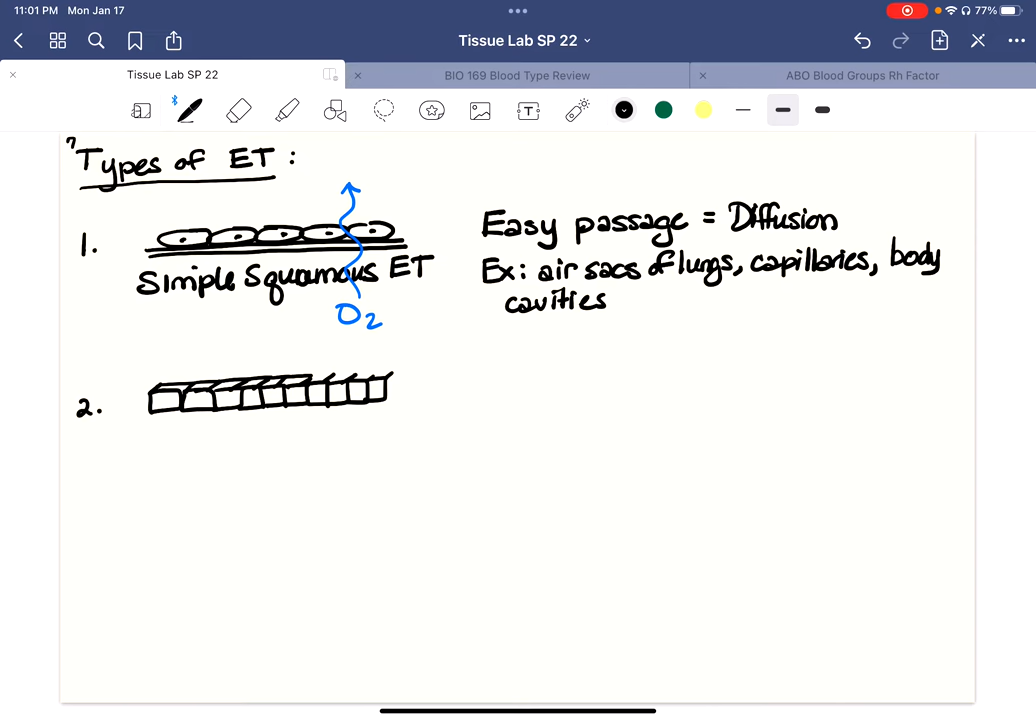 11:01 PM Mon Jan 17
77%
Tissue Lab SP 22
Tissue Lab SP 22
BIO 169 Blood Type Review
ABO Blood Groups Rh Factor
T
Types of ET:
1.
Simple Squamous ET
O2
Easy passage = Diffusion
Ex: air sacs of lungs, capillaries, body
cavities
2.